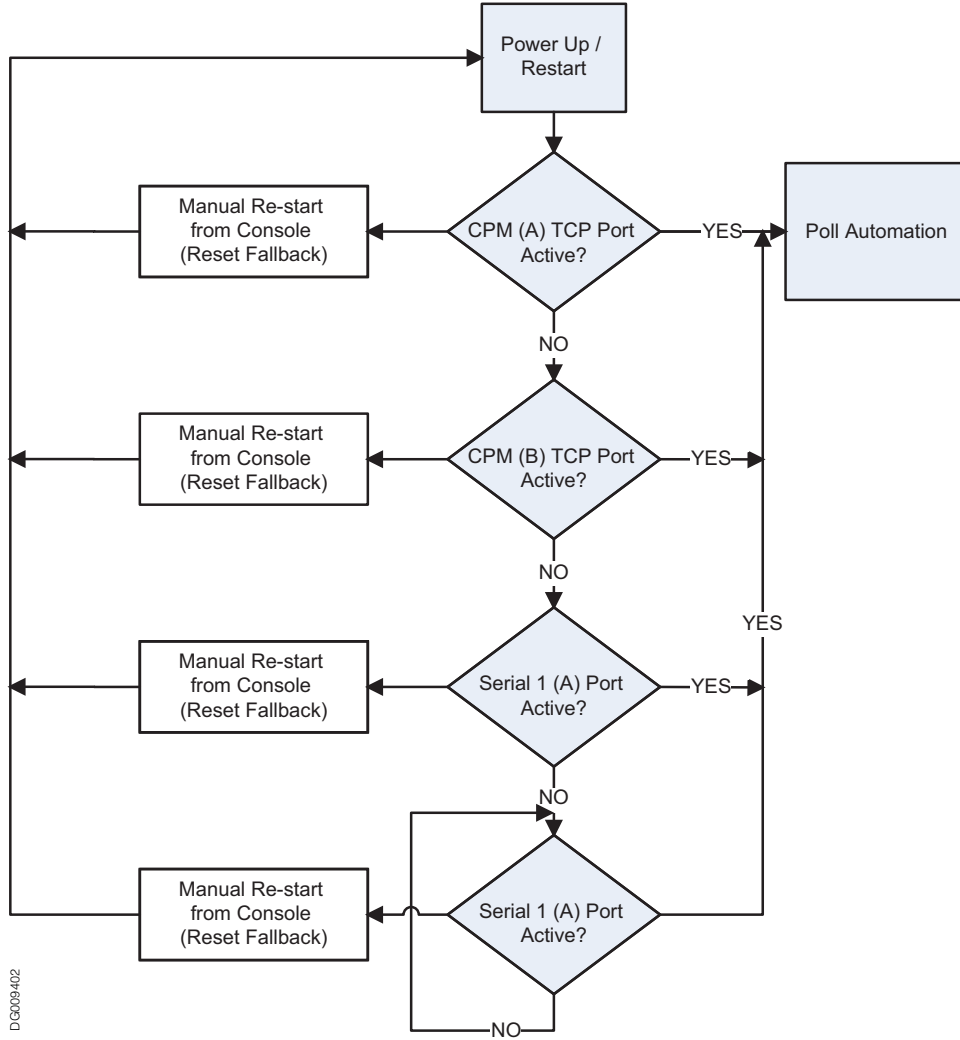 Power Up /
Restart
Manual Re-start
from Console
(Reset Fallback)
CPM (A) TCP Port
Active?
YES
Poll Automation
NO
Manual Re-start
from Console
(Reset Fallback)
CPM (B) TCP Port
Active?
YES
NO
Manual Re-start
from Console
(Reset Fallback)
Serial 1 (A) Port
Active?
YES
YES
NO
Manual Re-start
from Console
(Reset Fallback)
Serial 1 (A) Port
Active?
NO
DG009402